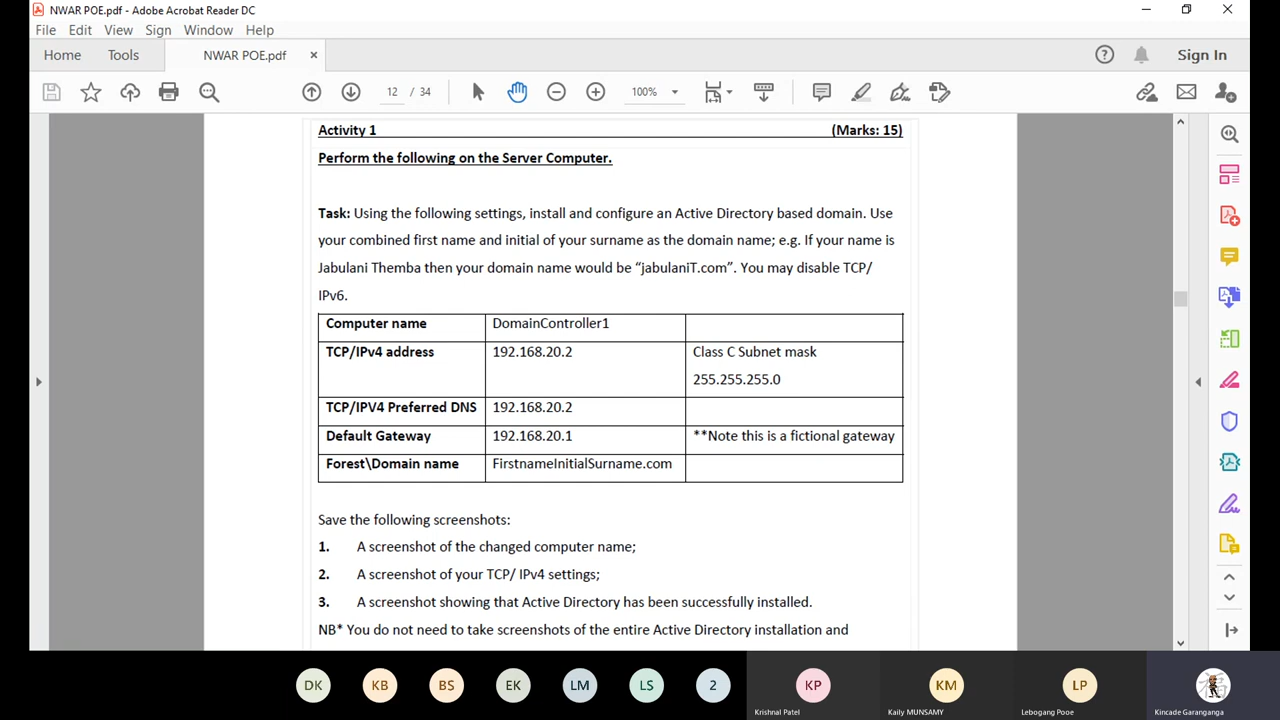 NWAR POE.pdf - Adobe Acrobat Reader DC
File Edit View Sign Window Help
Home Tools NWAR POE.pdf × Sign In
12 / 34 100%
Activity 1 (Marks: 15)
Perform the following on the Server Computer.
Task: Using the following settings, install and configure an Active Directory based domain. Use
your combined first name and initial of your surname as the domain name; e.g. If your name is
Jabulani Themba then your domain name would be “jabulaniT.com”. You may disable TCP/
IPv6.
Computer name DomainController1
TCP/IPv4 address 192.168.20.2 Class C Subnet mask
255.255.255.0
TCP/IPV4 Preferred DNS 192.168.20.2
Default Gateway 192.168.20.1 **Note this is a fictional gateway
Forest\Domain name FirstnameInitialSurname.com
Save the following screenshots:
1. A screenshot of the changed computer name;
2. A screenshot of your TCP/ IPv4 settings;
3. A screenshot showing that Active Directory has been successfully installed.
NB* You do not need to take screenshots of the entire Active Directory installation and
DK KB BS EK LM LS 2 KP KM LP
Krishnal Patel Kaily MUNSAMY Lebogang Pooe Kincade Garanganga